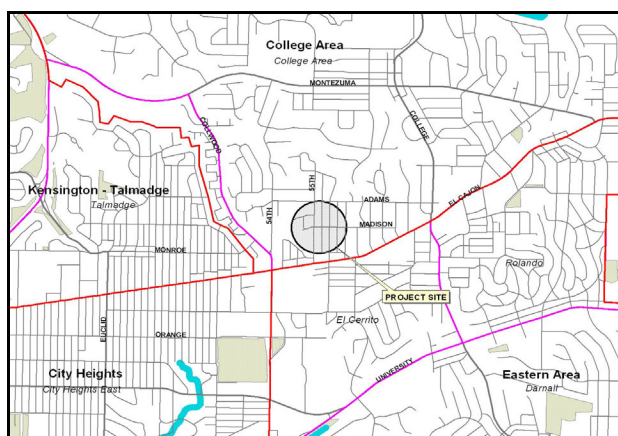 College Area
College Area
MONTEZUMA
COLLWOOD
COLLEGE
Kensington - Talmadge
Talmadge
54TH
55TH
ADAMS
EL CAJON
MADISON
MONROE
Rolando
PROJECT SITE
El Cerrito
EUCLID
ORANGE
UNIVERSITY
City Heights
City Heights East
Eastern Area
Darnall